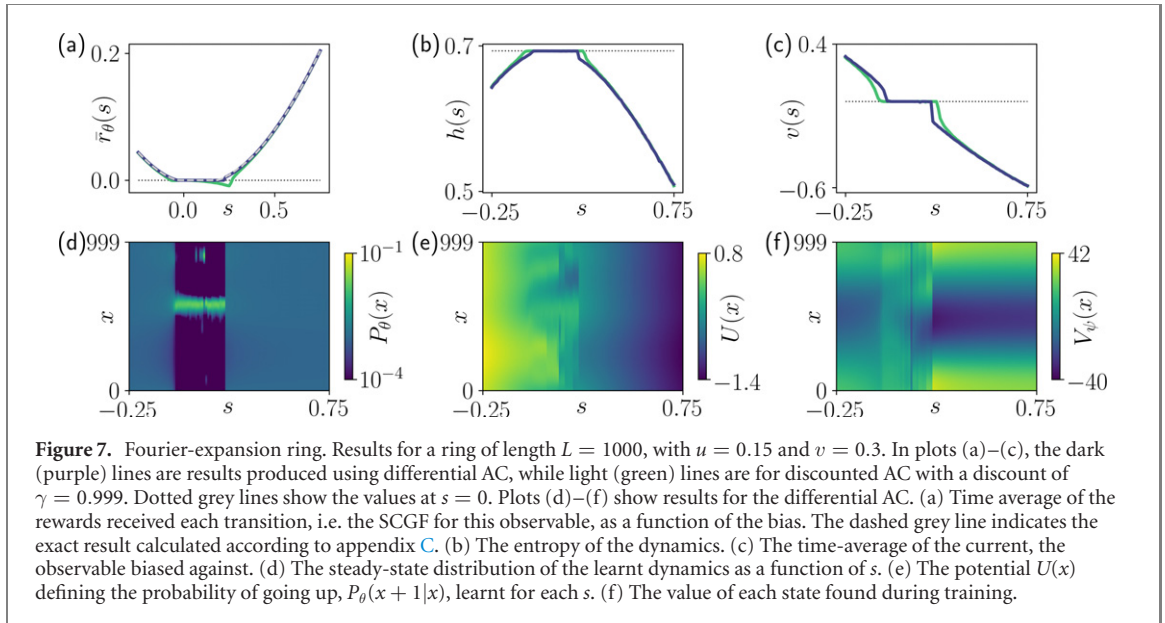 (a)
0.2
r̄θ(s)
0.0
0.0
s
0.5
(b)
0.7
h(s)
0.5
−0.25
s
0.75
(c)
0.4
v(s)
−0.6
−0.25
s
0.75
(d)
999
x
0
−0.25
s
0.75
10⁻¹
Pθ(x)
10⁻⁴
(e)
999
x
0
−0.25
s
0.75
0.8
U(x)
−1.4
(f)
999
x
0
−0.25
s
0.75
42
Vψ(x)
−40
Figure 7. Fourier-expansion ring. Results for a ring of length L = 1000, with u = 0.15 and v = 0.3. In plots (a)–(c), the dark
(purple) lines are results produced using differential AC, while light (green) lines are for discounted AC with a discount of
γ = 0.999. Dotted grey lines show the values at s = 0. Plots (d)–(f) show results for the differential AC. (a) Time average of the
rewards received each transition, i.e. the SCGF for this observable, as a function of the bias. The dashed grey line indicates the
exact result calculated according to appendix C. (b) The entropy of the dynamics. (c) The time-average of the current, the
observable biased against. (d) The steady-state distribution of the learnt dynamics as a function of s. (e) The potential U(x)
defining the probability of going up, Pθ(x + 1|x), learnt for each s. (f) The value of each state found during training.